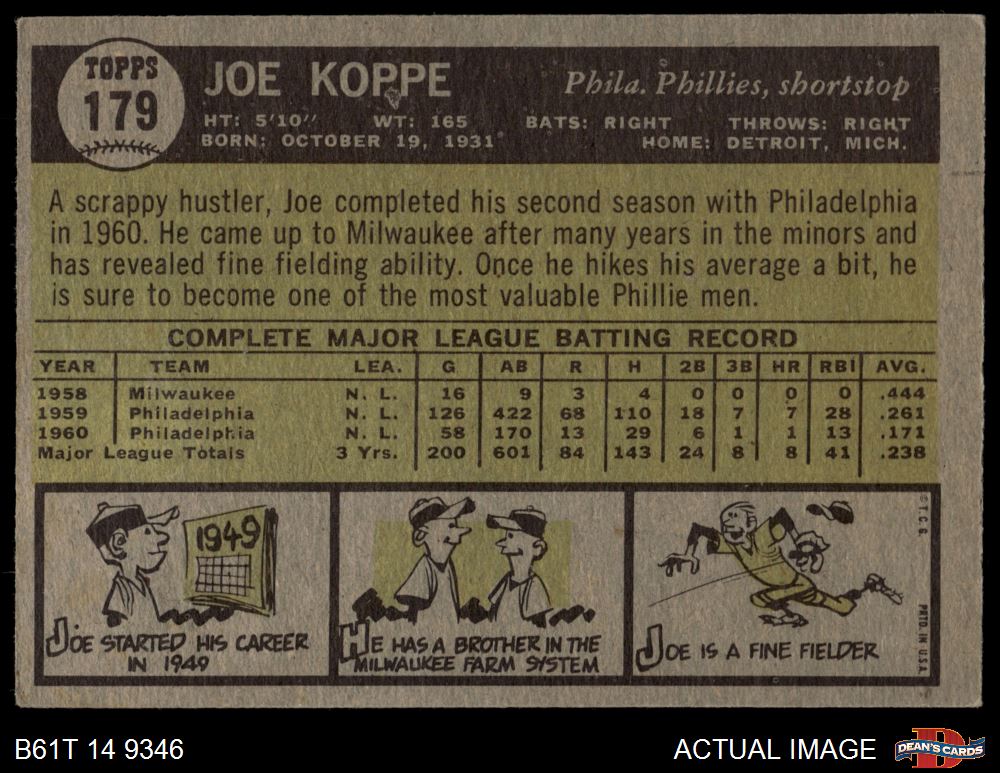 TOPPS
179
JOE KOPPE
Phila. Phillies, shortstop
HT: 5'10" WT: 165 BATS: RIGHT THROWS: RIGHT
BORN: OCTOBER 19, 1931 HOME: DETROIT, MICH.
A scrappy hustler, Joe completed his second season with Philadelphia
in 1960. He came up to Milwaukee after many years in the minors and
has revealed fine fielding ability. Once he hikes his average a bit, he
is sure to become one of the most valuable Phillie men.
COMPLETE MAJOR LEAGUE BATTING RECORD
YEAR TEAM LEA. G AB R H 2B 3B HR RBI AVG.
1958 Milwaukee N. L. 16 9 3 4 0 0 0 0 .444
1959 Philadelphia N. L. 126 422 68 110 18 7 7 28 .261
1960 Philadelphia N. L. 58 170 13 29 6 1 1 13 .171
Major League Totals 3 Yrs. 200 601 84 143 24 8 8 41 .238
1949
JOE STARTED HIS CAREER
IN 1949
HE HAS A BROTHER IN THE
MILWAUKEE FARM SYSTEM
JOE IS A FINE FIELDER
© T.C.G.
PRTD. IN U.S.A.
B61T 14 9346
ACTUAL IMAGE
D
DEAN'S CARDS